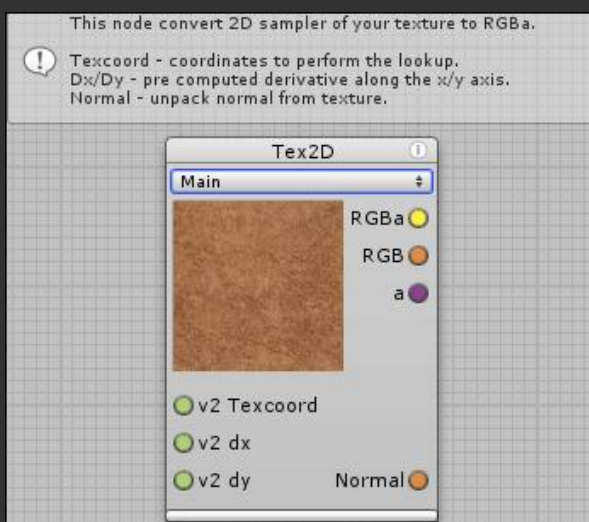 This node convert 2D sampler of your texture to RGBa.
Texcoord - coordinates to perform the lookup.
Dx/Dy - pre computed derivative along the x/y axis.
Normal - unpack normal from texture.
Tex2D
Main
RGBa
RGB
a
v2 Texcoord
v2 dx
v2 dy Normal